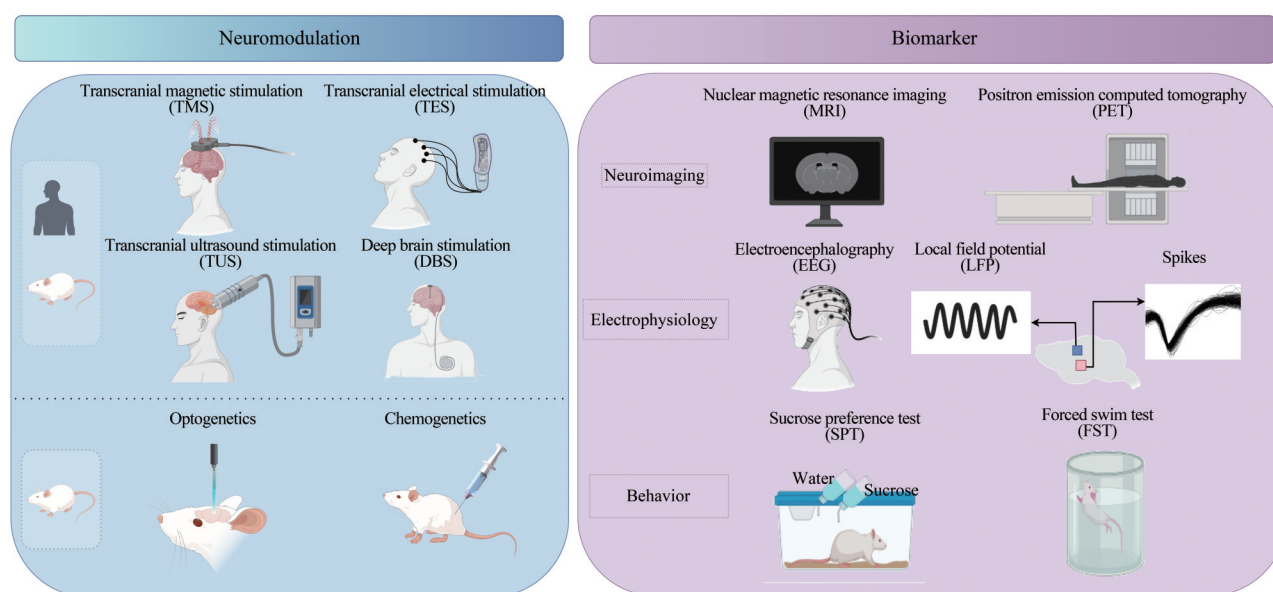 Neuromodulation
Transcranial magnetic stimulation
(TMS)
Transcranial electrical stimulation
(TES)
Transcranial ultrasound stimulation
(TUS)
Deep brain stimulation
(DBS)
Optogenetics
Chemogenetics
Biomarker
Neuroimaging
Nuclear magnetic resonance imaging
(MRI)
Positron emission computed tomography
(PET)
Electrophysiology
Electroencephalography
(EEG)
Local field potential
(LFP)
Spikes
Behavior
Sucrose preference test
(SPT)
Water
Sucrose
Forced swim test
(FST)